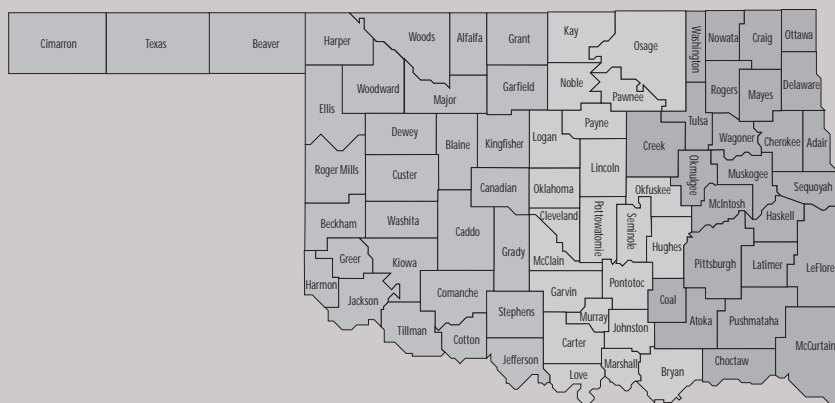 Cimarron
Texas
Beaver
Harper
Woods
Alfalfa
Grant
Kay
Osage
Washington
Nowata
Craig
Ottawa
Ellis
Woodward
Major
Garfield
Noble
Pawnee
Rogers
Mayes
Delaware
Dewey
Blaine
Kingfisher
Logan
Payne
Creek
Tulsa
Wagoner
Cherokee
Adair
Roger Mills
Custer
Canadian
Oklahoma
Lincoln
Okfuskee
Okmulgee
Muskogee
Sequoyah
Beckham
Washita
Caddo
Grady
Cleveland
Pottowatomie
Seminole
Hughes
McIntosh
Haskell
Greer
Kiowa
McClain
Pittsburgh
Latimer
LeFlore
Harmon
Jackson
Comanche
Stephens
Garvin
Pontotoc
Coal
Tillman
Cotton
Murray
Johnston
Atoka
Pushmataha
Jefferson
Carter
Love
Marshall
Bryan
Choctaw
McCurtain